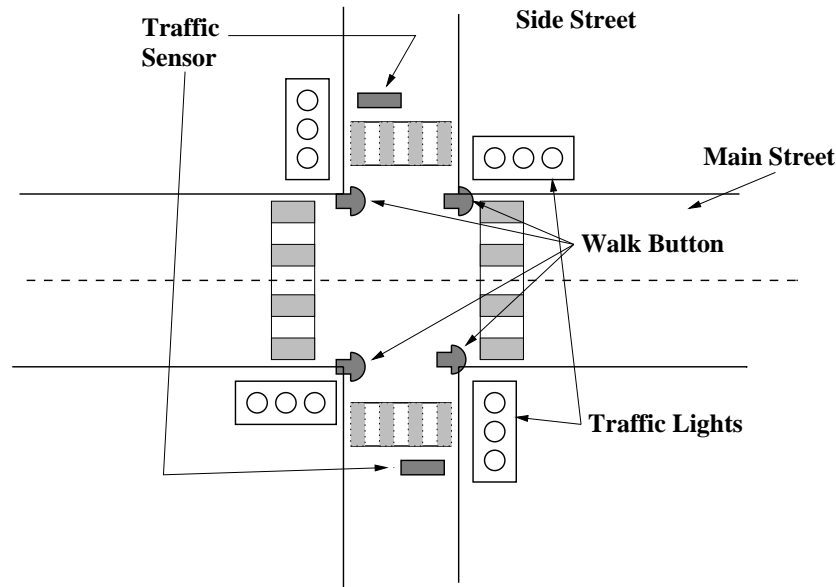 Traffic
Sensor
Side Street
Main Street
Walk Button
Traffic Lights